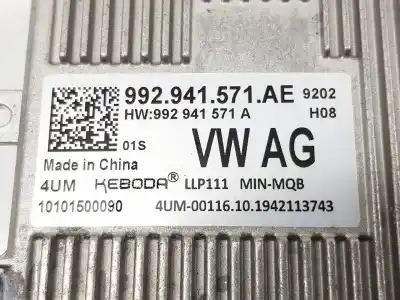 992.941.571.AE 9202
HW:992 941 571 A H08
01S VW AG
Made in China
4UM KEBODA® LLP111 MIN-MQB
10101500090 4UM-00116.10.1942113743